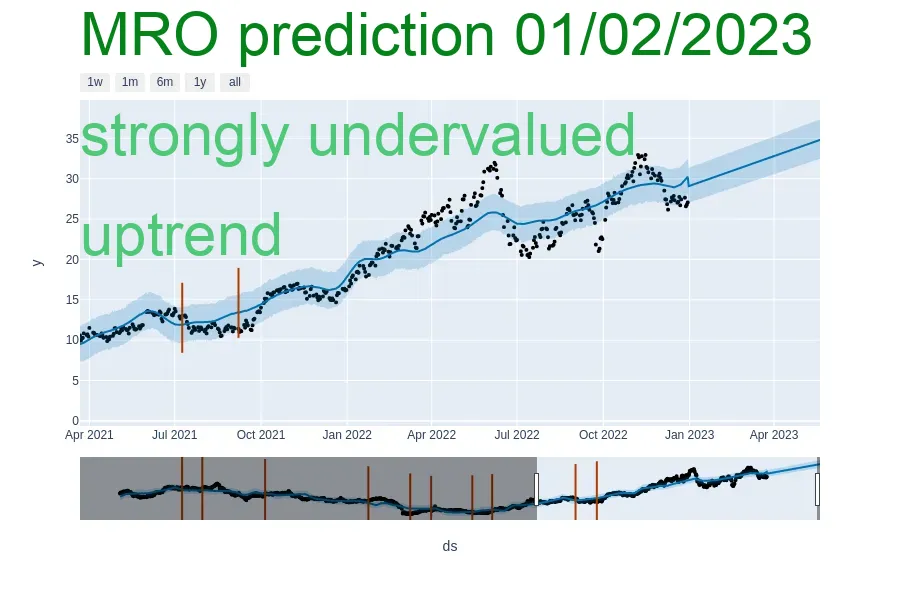 MRO prediction 01/02/2023
1w 1m 6m 1y all
strongly undervalued
35
30
25
uptrend
20
15
10
5
0
y
Apr 2021 Jul 2021 Oct 2021 Jan 2022 Apr 2022 Jul 2022 Oct 2022 Jan 2023 Apr 2023
ds